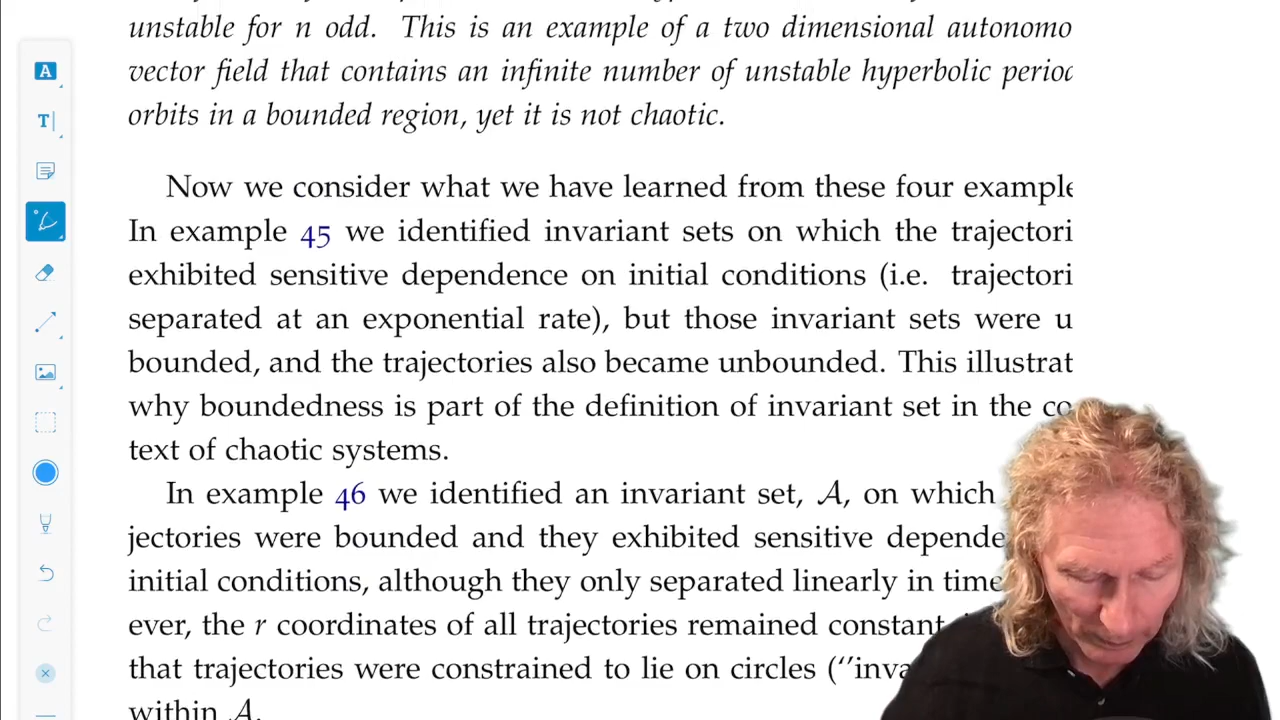 unstable for n odd. This is an example of a two dimensional autonomo
vector field that contains an infinite number of unstable hyperbolic perio
orbits in a bounded region, yet it is not chaotic.
Now we consider what we have learned from these four example
In example 45 we identified invariant sets on which the trajectori
exhibited sensitive dependence on initial conditions (i.e. trajectori
separated at an exponential rate), but those invariant sets were u
bounded, and the trajectories also became unbounded. This illustrat
why boundedness is part of the definition of invariant set in the co
text of chaotic systems.
In example 46 we identified an invariant set, 𝒜, on which
jectories were bounded and they exhibited sensitive depende
initial conditions, although they only separated linearly in time
ever, the r coordinates of all trajectories remained constant
that trajectories were constrained to lie on circles (‘‘inva
within 𝒜.
A
T